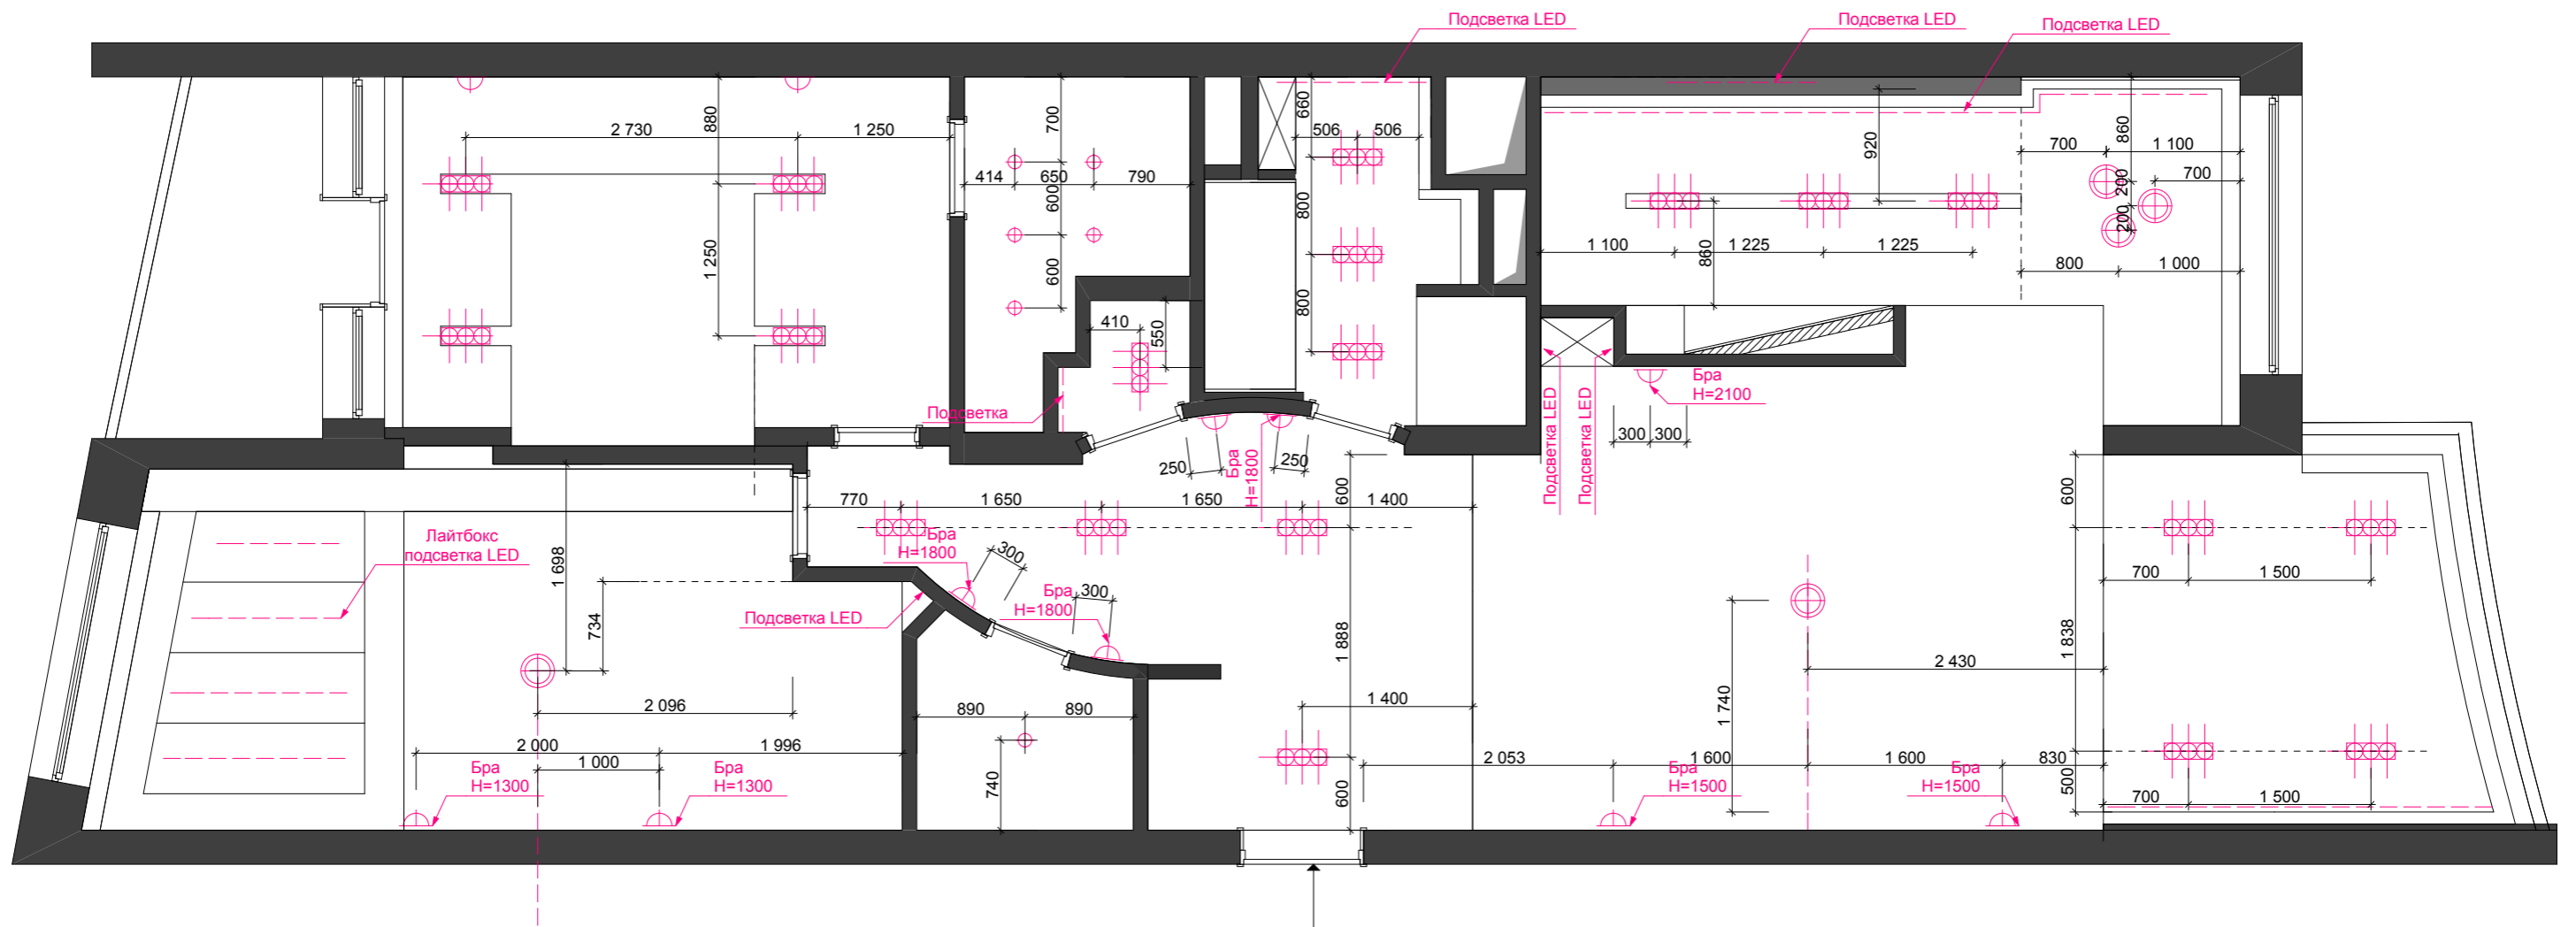 Подсветка LED
Подсветка LED
Подсветка LED
2 730
1 250
880
1 250
700
414
650
790
600
600
410
550
660
506
506
800
800
920
700
1 100
860
200
700
200
1 100
1 225
1 225
860
800
1 000
Подсветка
Подсветка LED
Подсветка LED
Бра
H=2100
300
300
250
Бра
H=1800
250
770
1 650
1 650
1 400
600
600
Лайтбокс
подсветка LED
1 698
734
Бра
H=1800
300
Бра
H=1800
300
Подсветка LED
700
1 500
1 888
1 838
2 430
1 740
2 096
890
890
1 400
2 000
1 996
1 000
740
2 053
1 600
1 600
830
Бра
H=1300
Бра
H=1300
Бра
H=1500
Бра
H=1500
600
500
700
1 500